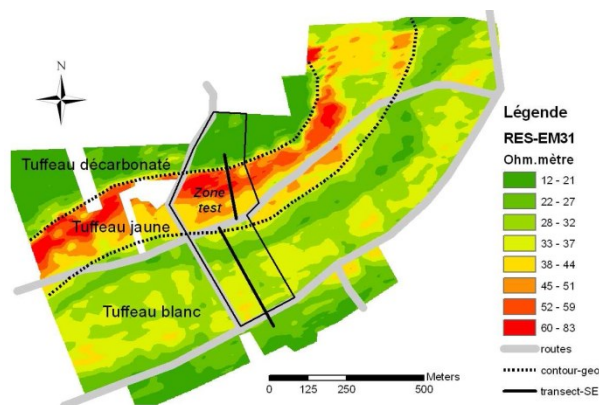 N
Tuffeau décarbonaté
Zone
test
Tuffeau jaune
Tuffeau blanc
Légende
RES-EM31
Ohm.mètre
12 - 21
22 - 27
28 - 32
33 - 37
38 - 44
45 - 51
52 - 59
60 - 83
routes
contour-geo
transect-SE
Meters
0 125 250 500